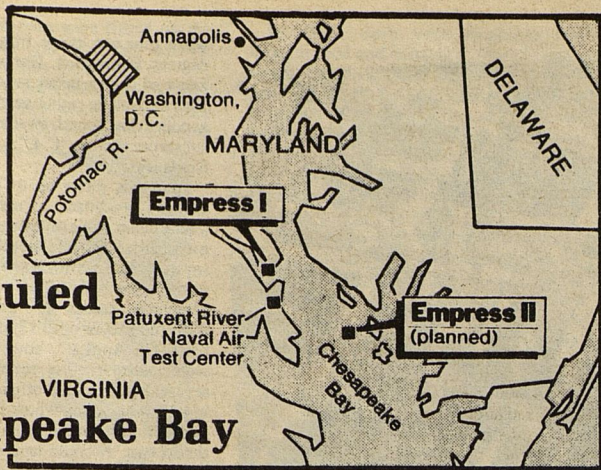 Annapolis
Washington,
D.C.
MARYLAND
DELAWARE
Potomac R.
Empress I
uled
Patuxent River
Naval Air
Test Center
Empress II
(planned)
Chesapeake
Bay
VIRGINIA
peake Bay